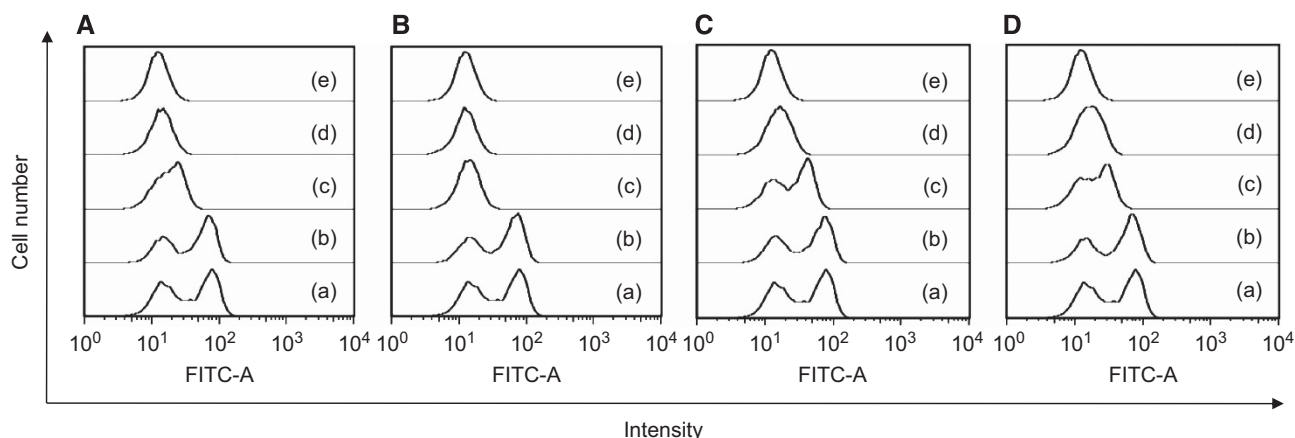 A B C D
Cell number
(e) (e) (e) (e)
(d) (d) (d) (d)
(c) (c) (c) (c)
(b) (b) (b) (b)
(a) (a) (a) (a)
10⁰ 10¹ 10² 10³ 10⁴ 10⁰ 10¹ 10² 10³ 10⁴ 10⁰ 10¹ 10² 10³ 10⁴ 10⁰ 10¹ 10² 10³ 10⁴
FITC-A FITC-A FITC-A FITC-A
Intensity